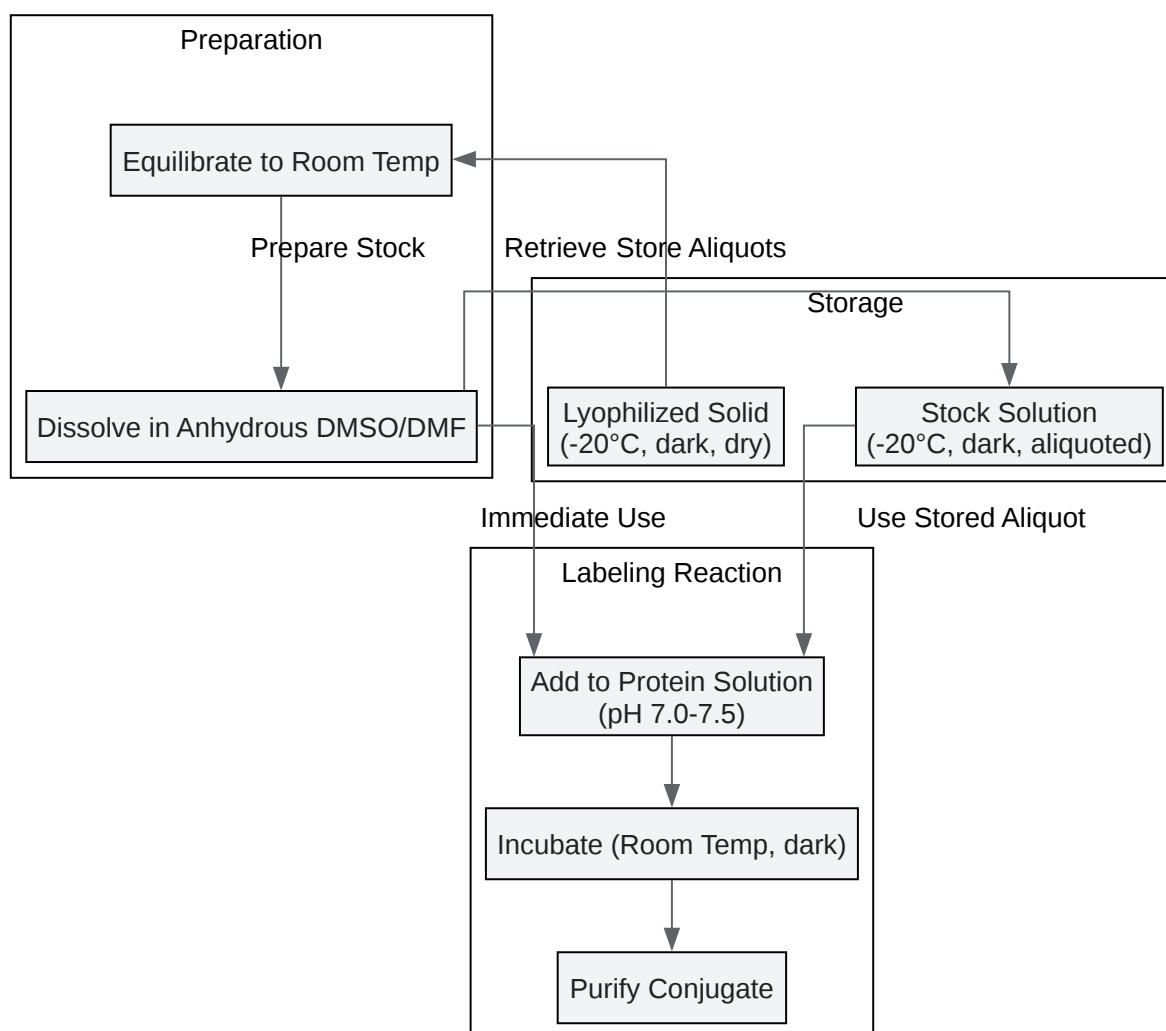 Preparation
Equilibrate to Room Temp
Prepare Stock
Retrieve
Store Aliquots
Storage
Dissolve in Anhydrous DMSO/DMF
Lyophilized Solid
(-20°C, dark, dry)
Stock Solution
(-20°C, dark, aliquoted)
Immediate Use
Use Stored Aliquot
Labeling Reaction
Add to Protein Solution
(pH 7.0-7.5)
Incubate (Room Temp, dark)
Purify Conjugate